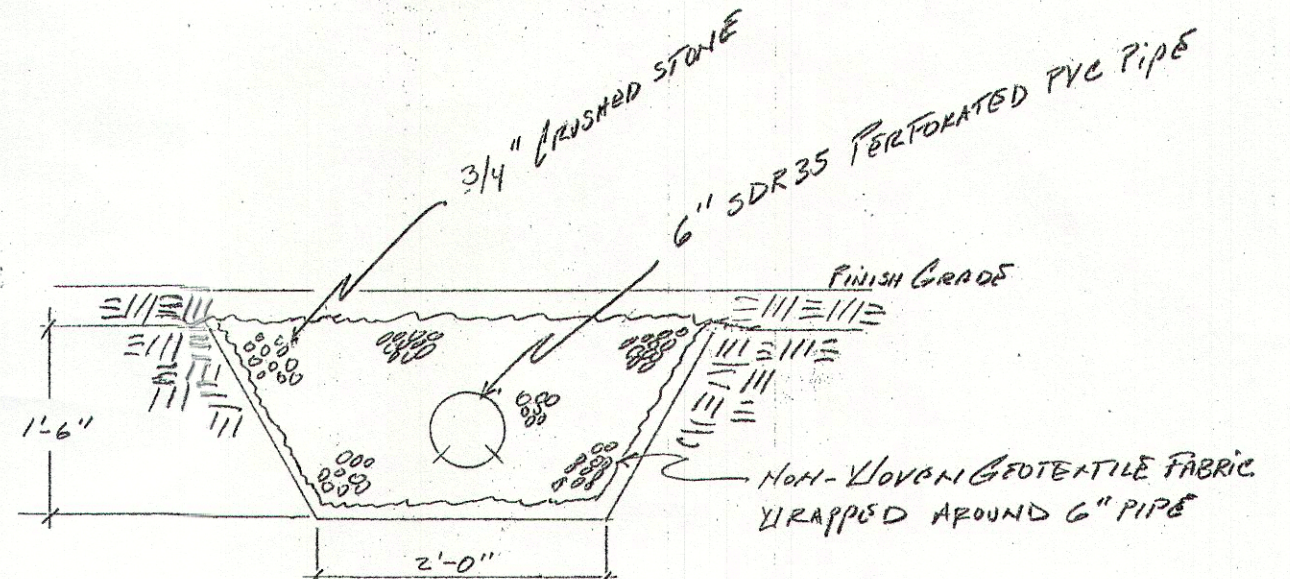 3/4" CRUSHED STONE
6" SDR35 PERFORATED PVC PIPE
FINISH GRADE
1'-6"
NON-WOVEN GEOTEXTILE FABRIC
WRAPPED AROUND 6" PIPE
2'-0"